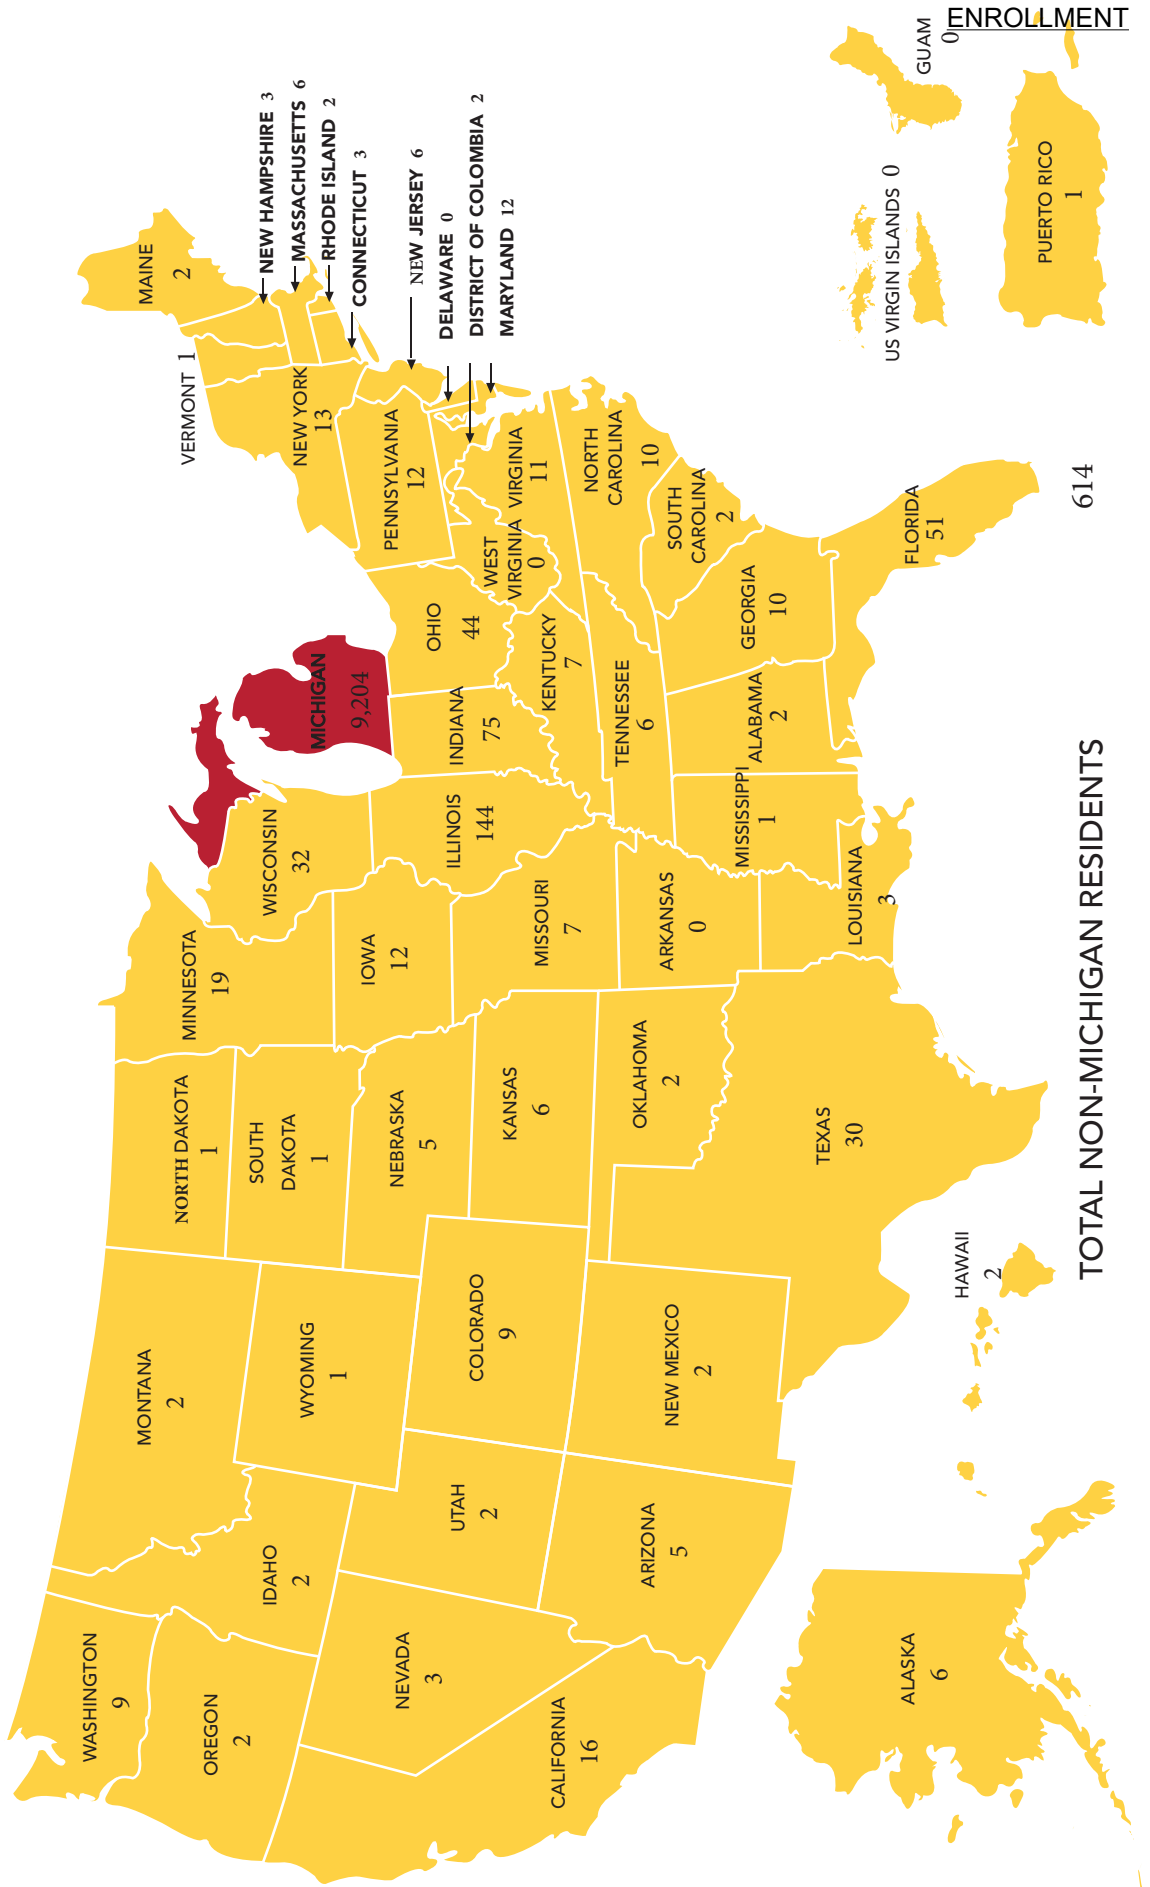 ENROLLMENT
WASHINGTON
9
OREGON
2
CALIFORNIA
16
NEVADA
3
IDAHO
2
MONTANA
2
WYOMING
1
UTAH
2
ARIZONA
5
COLORADO
9
NEW MEXICO
2
NORTH DAKOTA
1
SOUTH
DAKOTA
1
NEBRASKA
5
KANSAS
6
OKLAHOMA
2
TEXAS
30
MINNESOTA
19
IOWA
12
MISSOURI
7
ARKANSAS
0
LOUISIANA
3
WISCONSIN
32
ILLINOIS
144
MICHIGAN
9,204
INDIANA
75
OHIO
44
KENTUCKY
7
TENNESSEE
6
MISSISSIPPI
1
ALABAMA
2
GEORGIA
10
FLORIDA
51
SOUTH
CAROLINA
2
NORTH
CAROLINA
10
VIRGINIA
11
WEST
VIRGINIA
0
PENNSYLVANIA
12
NEW YORK
13
VERMONT 1
MAINE
2
NEW HAMPSHIRE 3
MASSACHUSETTS 6
RHODE ISLAND 2
CONNECTICUT 3
NEW JERSEY 6
DELAWARE 0
DISTRICT OF COLOMBIA 2
MARYLAND 12
ALASKA
6
HAWAII
2
US VIRGIN ISLANDS 0
GUAM
0
PUERTO RICO
1
TOTAL NON-MICHIGAN RESIDENTS 614